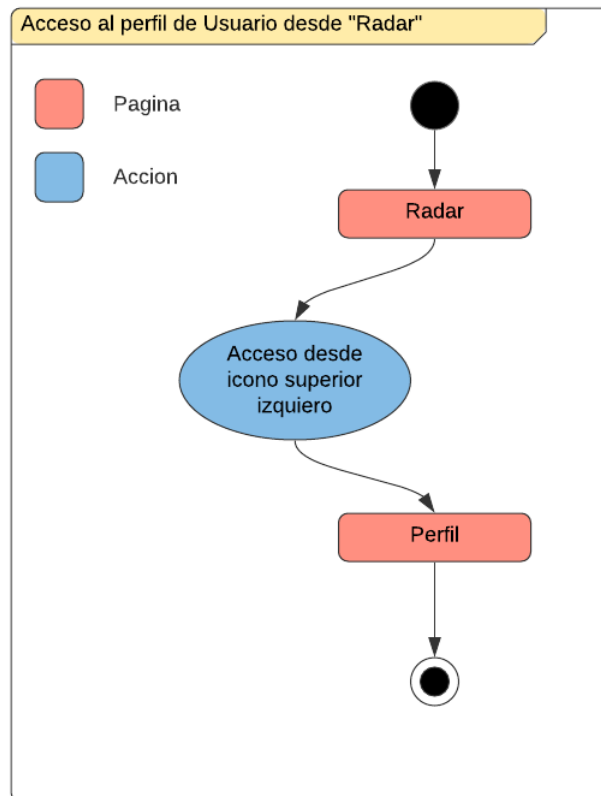 Acceso al perfil de Usuario desde "Radar"
Pagina
Accion
Radar
Acceso desde
icono superior
izquiero
Perfil